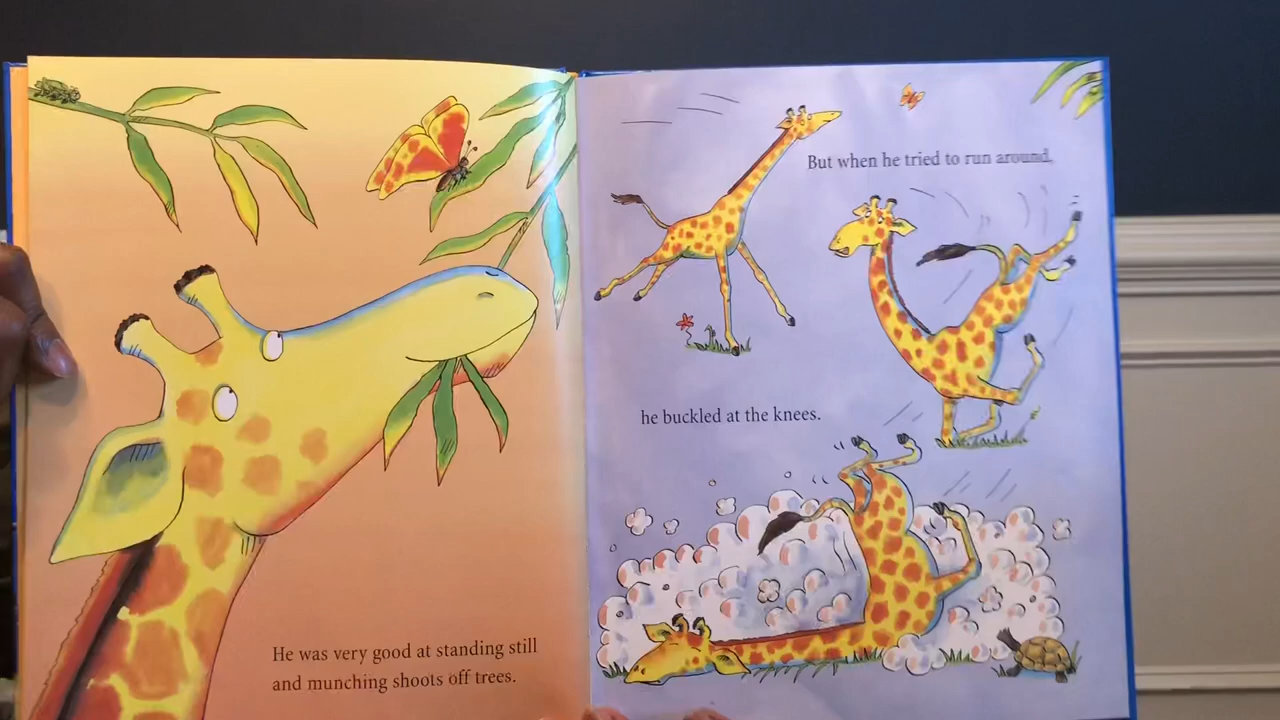 He was very good at standing still
and munching shoots off trees.
But when he tried to run around,
he buckled at the knees.